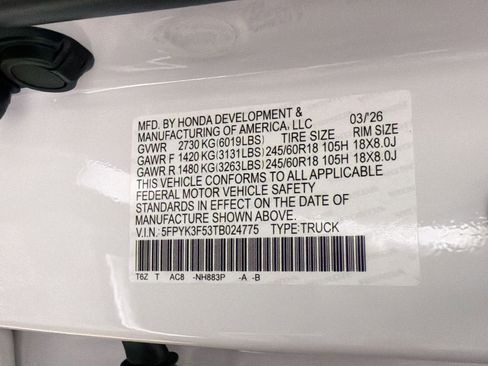 MFD. BY HONDA DEVELOPMENT & 03/'26
MANUFACTURING OF AMERICA, LLC
GVWR 2730 KG(6019LBS) TIRE SIZE RIM SIZE
GAWR F 1420 KG(3131LBS) 245/60R18 105H 18X8.0J
GAWR R 1480 KG(3263LBS) 245/60R18 105H 18X8.0J
THIS VEHICLE CONFORMS TO ALL APPLICABLE
FEDERAL MOTOR VEHICLE SAFETY
STANDARDS IN EFFECT ON THE DATE OF
MANUFACTURE SHOWN ABOVE.
V.I.N.: 5FPYK3F53TB024775 TYPE:TRUCK
T6Z T AC8 -NH883P -A -B